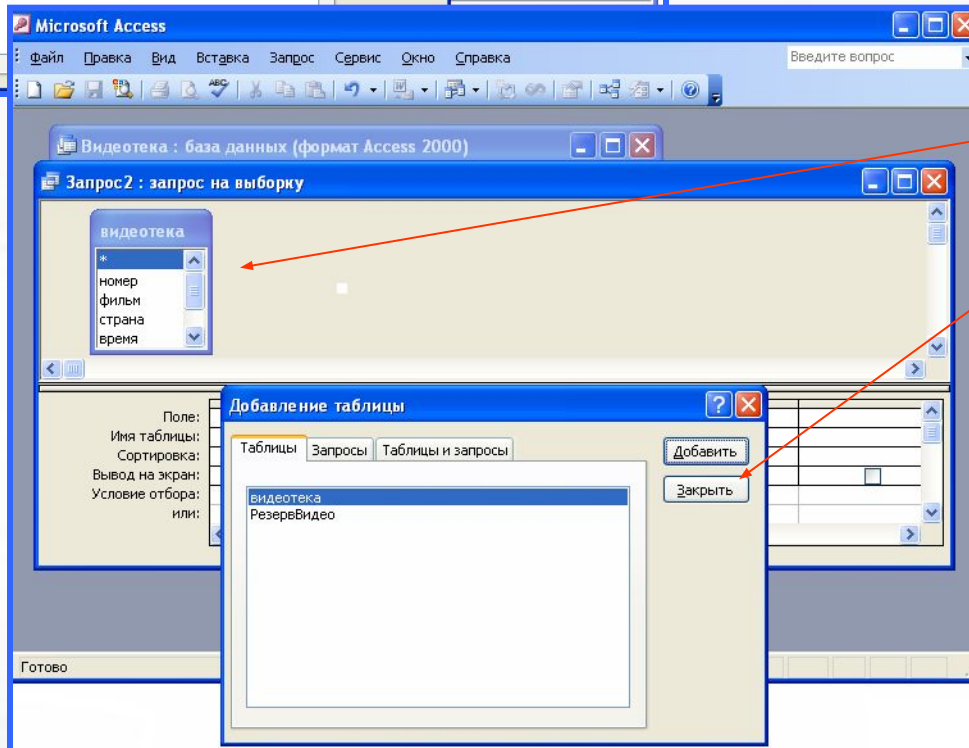 Microsoft Access
Файл Правка Вид Вставка Запрос Сервис Окно Справка Введите вопрос
Видеотека : база данных (формат Access 2000)
Запрос2 : запрос на выборку
видеотека
*
номер
фильм
страна
время
Поле:
Имя таблицы:
Сортировка:
Вывод на экран:
Условие отбора:
или:
Добавление таблицы
Таблицы Запросы Таблицы и запросы
Добавить
Закрыть
видеотека
РезервВидео
Готово